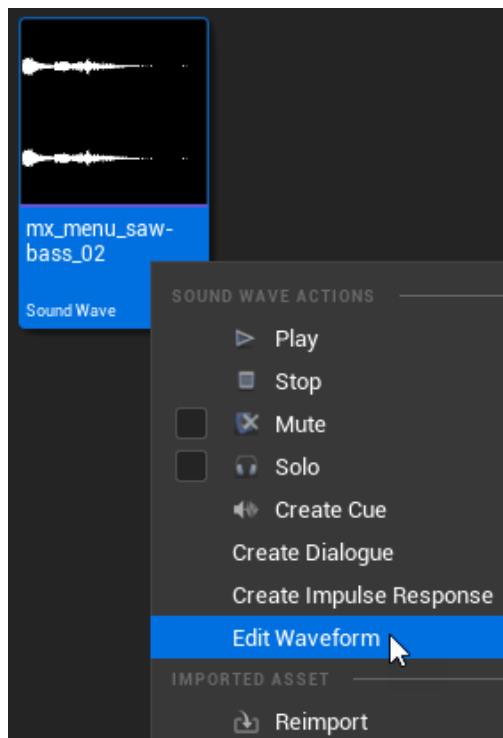 mx_menu_saw-
bass_02
Sound Wave
SOUND WAVE ACTIONS
Play
Stop
Mute
Solo
Create Cue
Create Dialogue
Create Impulse Response
Edit Waveform
IMPORTED ASSET
Reimport